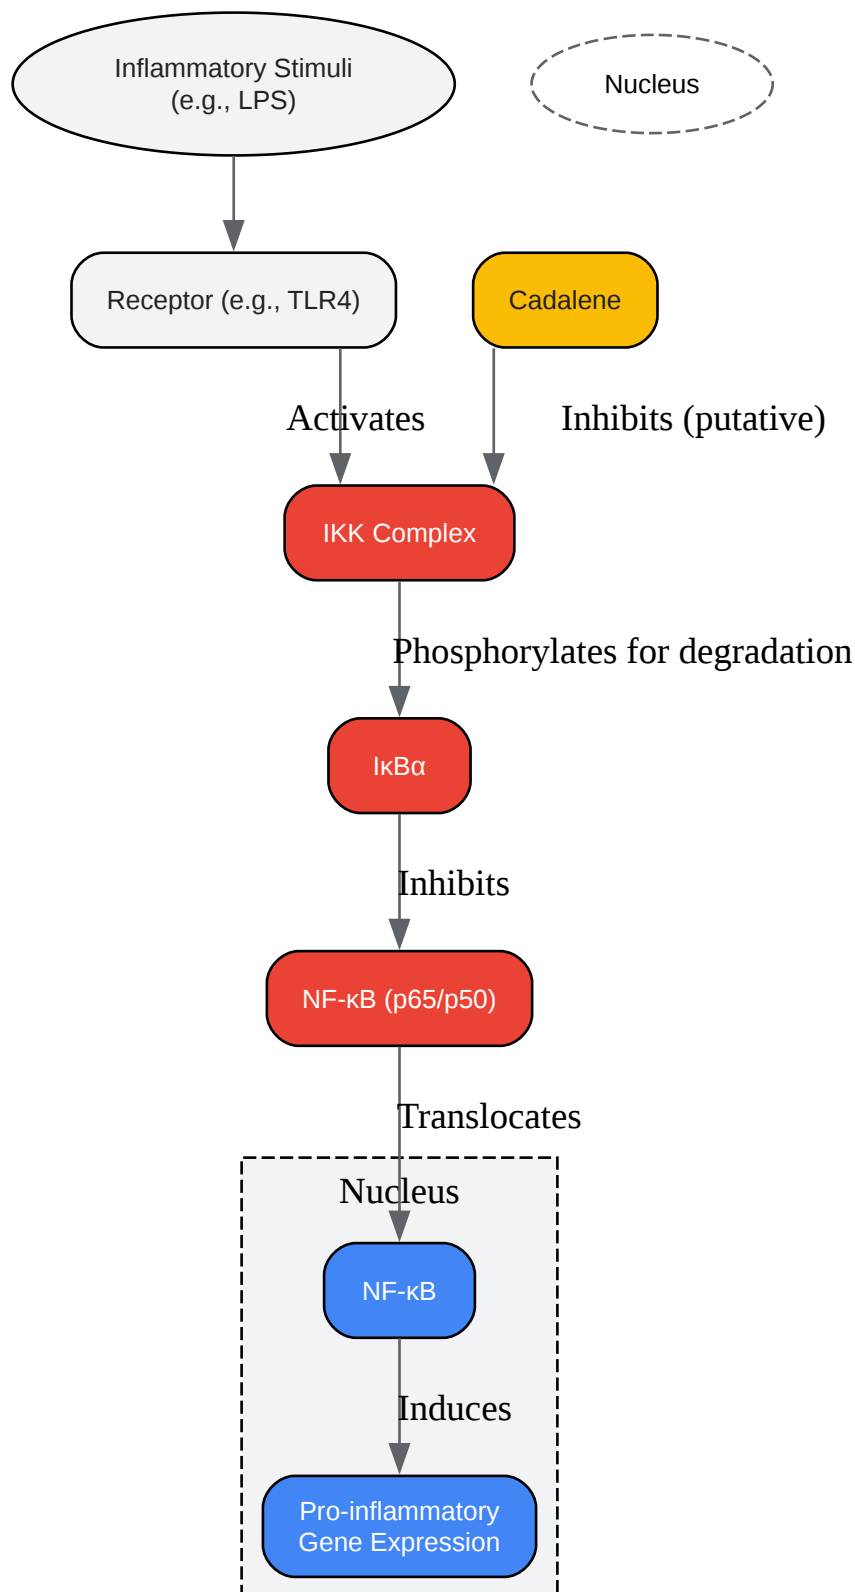 Inflammatory Stimuli
(e.g., LPS)
Nucleus
Receptor (e.g., TLR4)
Cadalene
Activates
Inhibits (putative)
IKK Complex
Phosphorylates for degradation
IκBα
Inhibits
NF-κB (p65/p50)
Translocates
Nucleus
NF-κB
Induces
Pro-inflammatory
Gene Expression